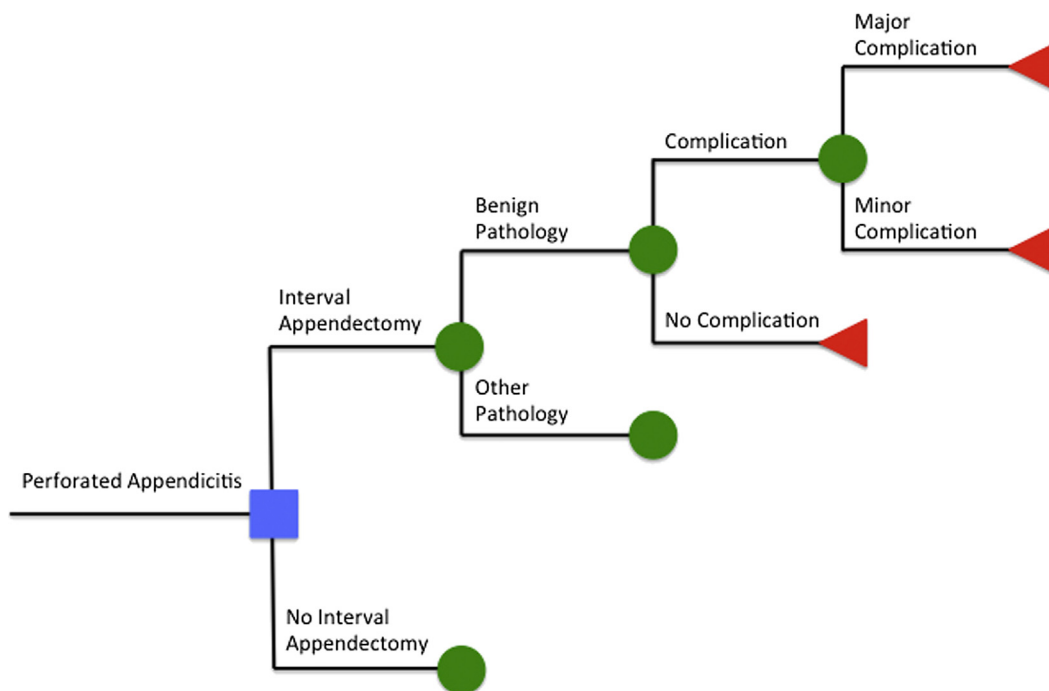 Major
Complication
Complication
Benign
Pathology
Minor
Complication
Interval
Appendectomy
No Complication
Other
Pathology
Perforated Appendicitis
No Interval
Appendectomy